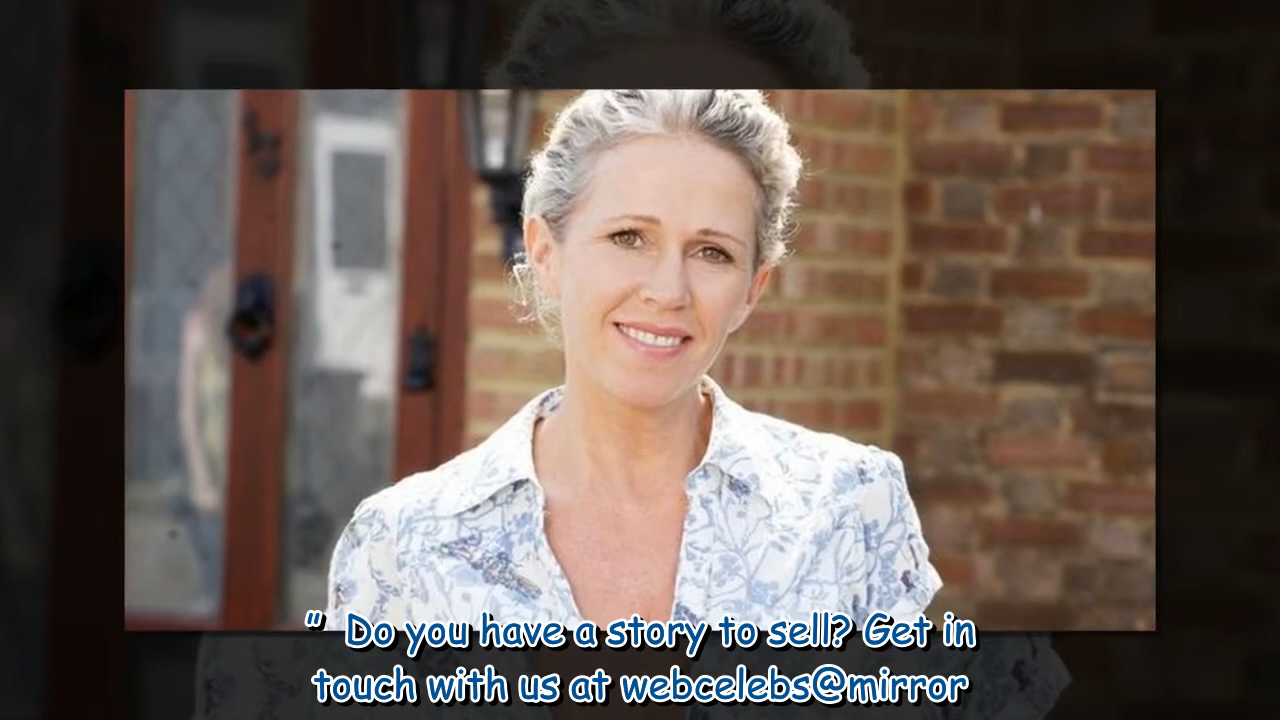 ”  Do you have a story to sell? Get in
touch with us at webcelebs@mirror